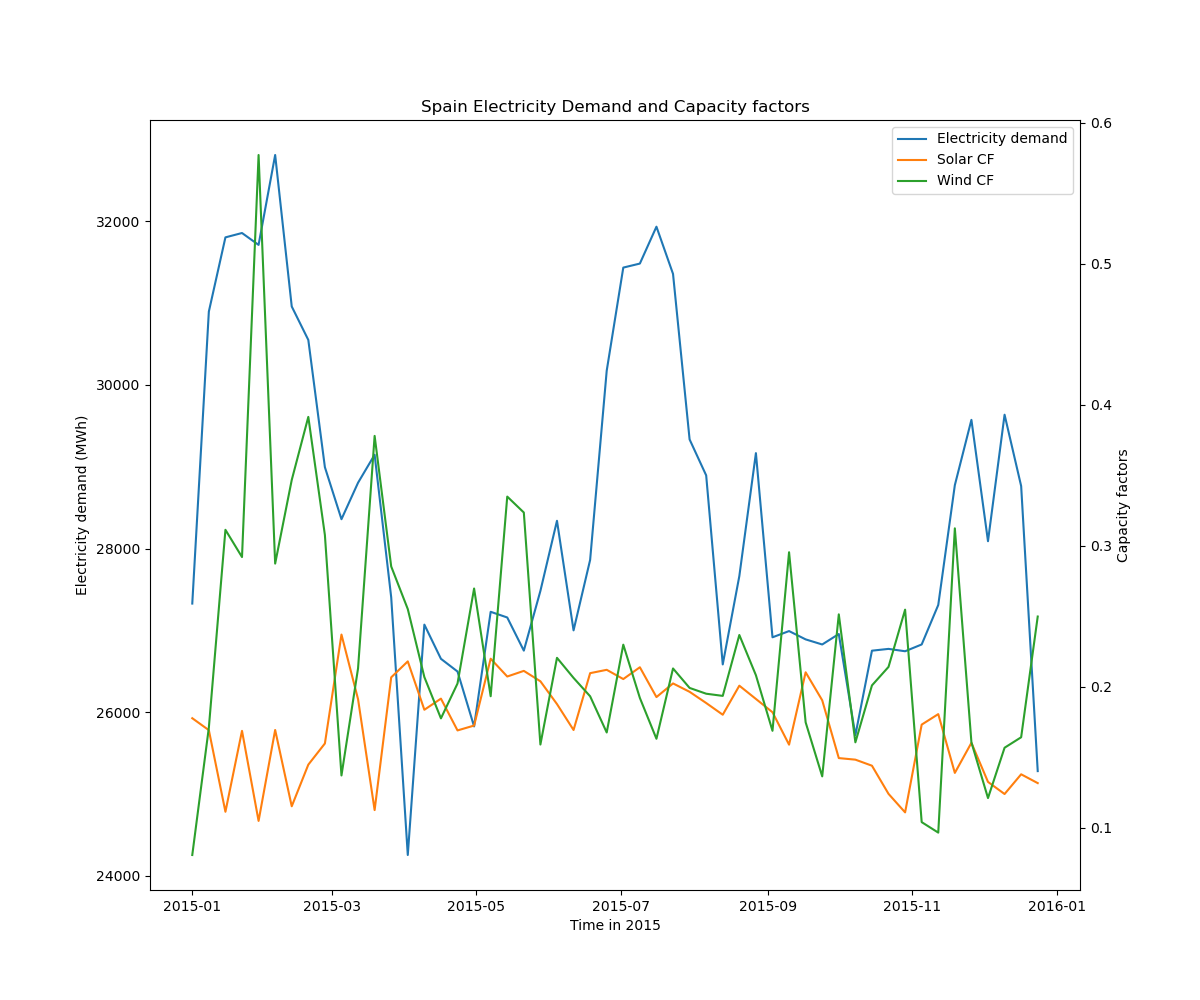 Spain Electricity Demand and Capacity factors
Electricity demand
Solar CF
Wind CF
Electricity demand (MWh)
32000
30000
28000
26000
24000
0.6
0.5
0.4
0.3
0.2
0.1
Capacity factors
2015-01 2015-03 2015-05 2015-07 2015-09 2015-11 2016-01
Time in 2015